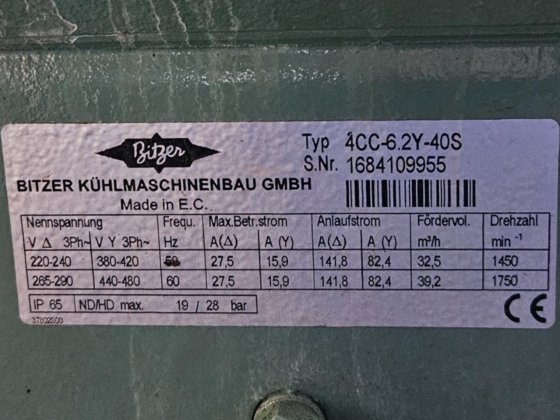 Bitzer
Typ 4CC-6.2Y-40S
S.Nr. 1684109955
BITZER KÜHLMASCHINENBAU GMBH
Made in E.C..
Nennspannung Frequ. Max.Betr.strom Anlaufstrom Fördervol. Drehzahl
V Δ 3Ph~ V Y 3Ph~ Hz A(Δ) A (Y) A(Δ) A (Y) m³/h min -1
220-240 380-420 50 27,5 15,9 141,8 82,4 32,5 1450
265-290 440-480 60 27,5 15,9 141,8 82,4 39,2 1750
IP 65 ND/HD max. 19 / 28 bar
CE
37802803